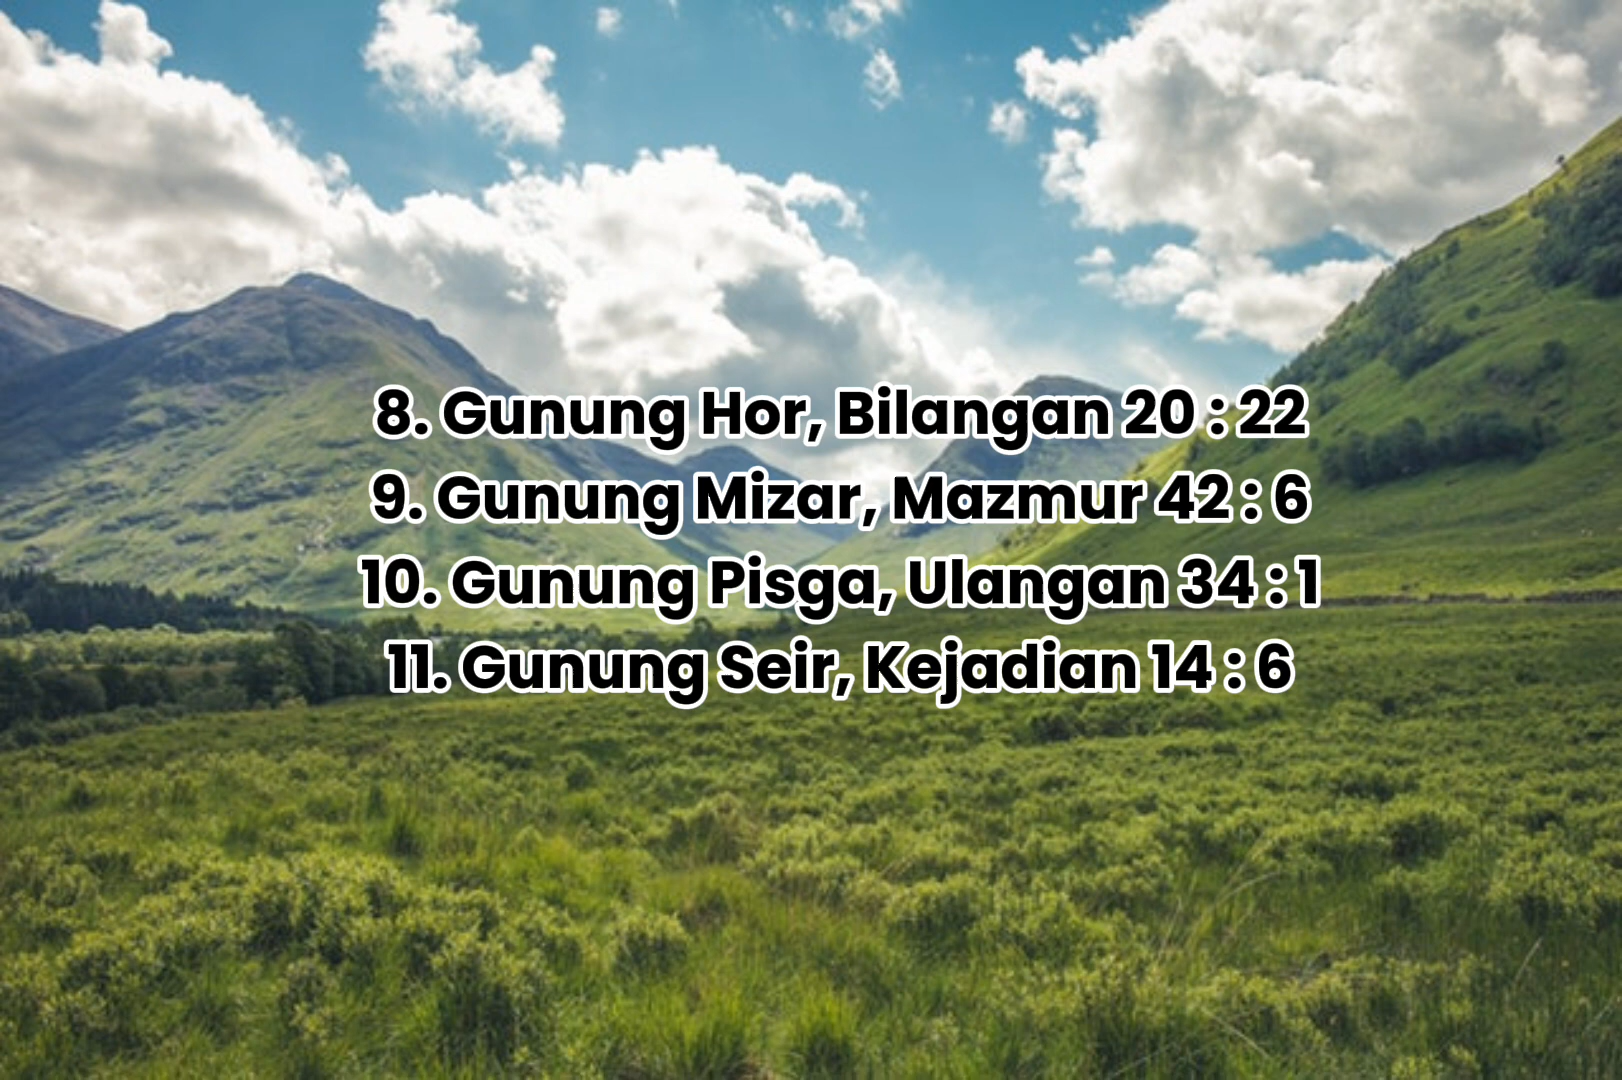 8. Gunung Hor, Bilangan 20 : 22
9. Gunung Mizar, Mazmur 42 : 6
10. Gunung Pisga, Ulangan 34 : 1
11. Gunung Seir, Kejadian 14 : 6